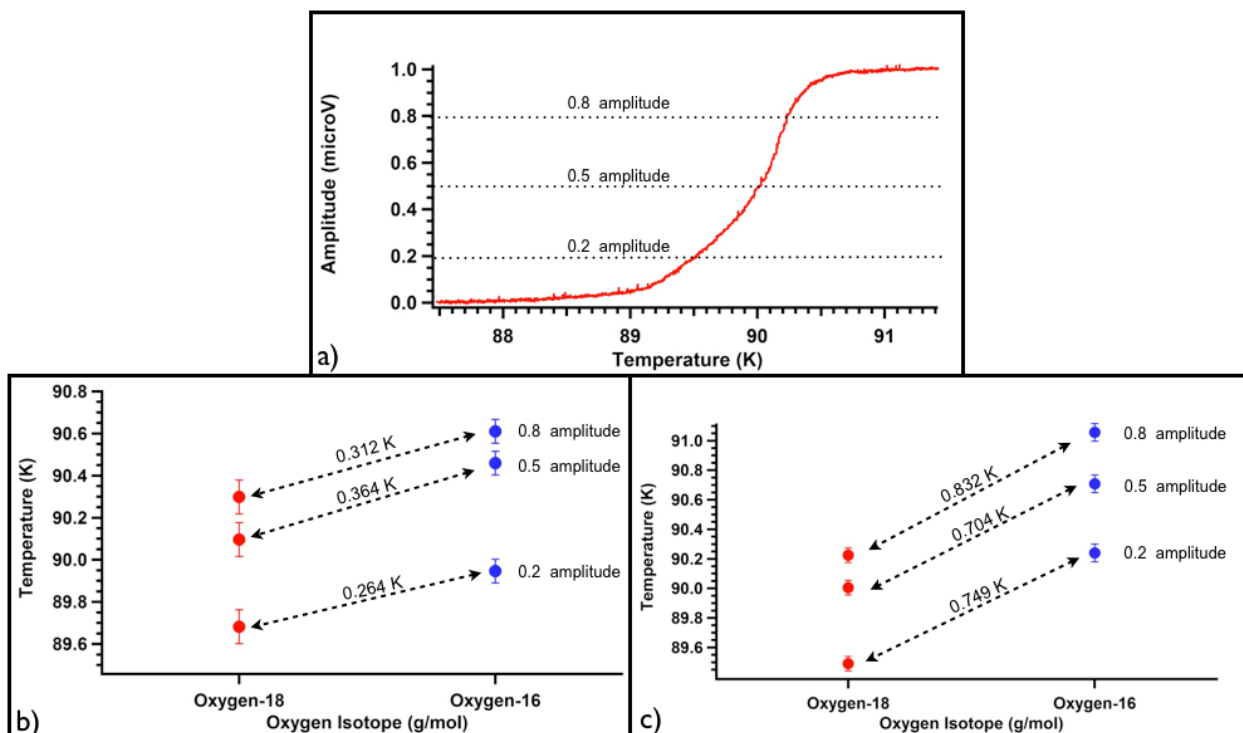 1.0
0.8
0.6
0.4
0.2
0.0
Amplitude (microV)
0.8 amplitude
0.5 amplitude
0.2 amplitude
88
89
90
91
Temperature (K)
a)
90.8
90.6
90.4
90.2
90.0
89.8
89.6
Temperature (K)
0.312 K
0.364 K
0.264 K
0.8 amplitude
0.5 amplitude
0.2 amplitude
Oxygen-18
Oxygen-16
Oxygen Isotope (g/mol)
b)
91.0
90.8
90.6
90.4
90.2
90.0
89.8
89.6
Temperature (K)
0.832 K
0.704 K
0.749 K
0.8 amplitude
0.5 amplitude
0.2 amplitude
Oxygen-18
Oxygen-16
Oxygen Isotope (g/mol)
c)